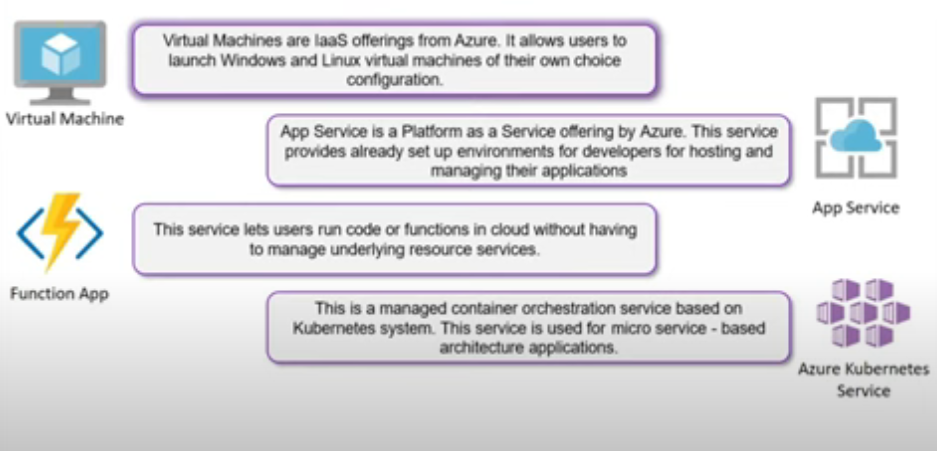 Virtual Machines are IaaS offerings from Azure. It allows users to
launch Windows and Linux virtual machines of their own choice
configuration.
Virtual Machine
App Service is a Platform as a Service offering by Azure. This service
provides already set up environments for developers for hosting and
managing their applications
App Service
This service lets users run code or functions in cloud without having
to manage underlying resource services.
Function App
This is a managed container orchestration service based on
Kubernetes system. This service is used for micro service - based
architecture applications.
Azure Kubernetes
Service